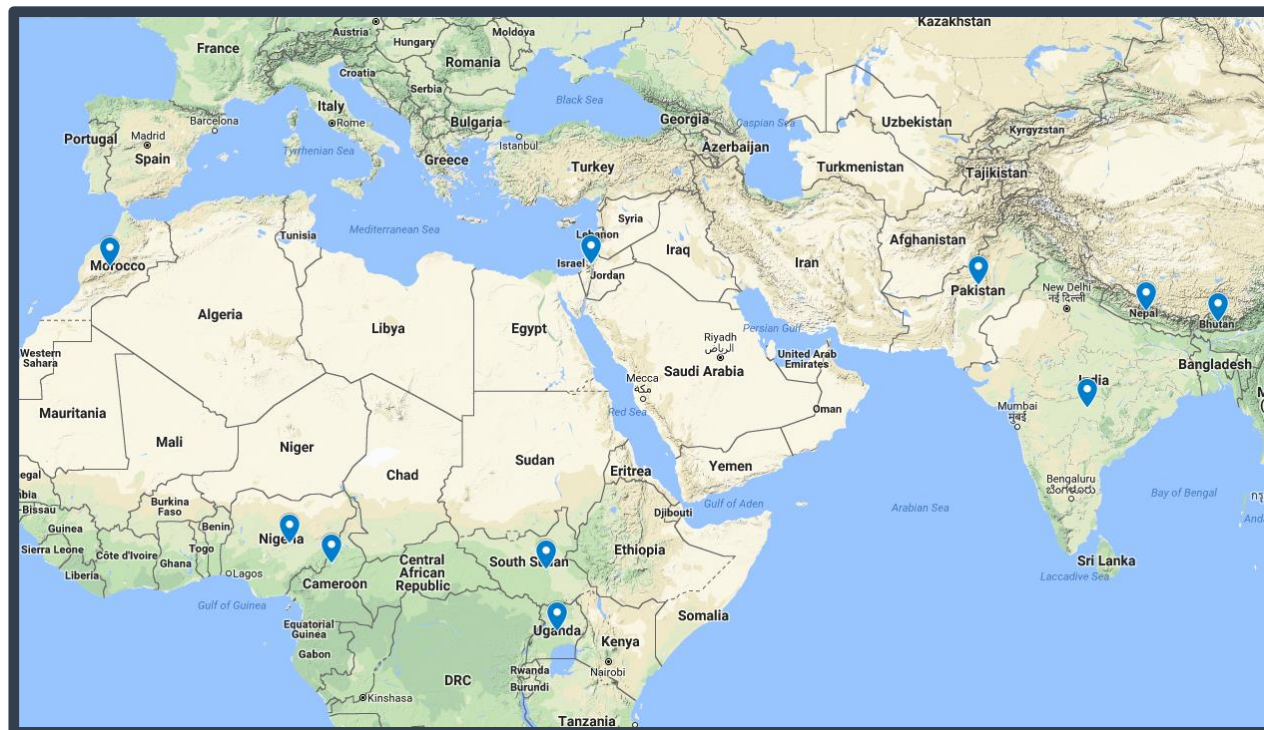 Kazakhstan
Austria
Moldova
France
Hungary
Romania
Croatia
Serbia
Black Sea
Italy
Rome
Barcelona
Bulgaria
Georgia
Caspian Sea
Uzbekistan
Kyrgyzstan
Portugal
Madrid
Spain
Tyrrhenian Sea
Greece
Istanbul
Azerbaijan
Turkey
Turkmenistan
Tajikistan
Syria
Mediterranean Sea
Tunisia
Lebanon
Iraq
Iran
Afghanistan
Morocco
Israel
Jordan
Pakistan
New Delhi
नई दिल्ली
Nepal
Bhutan
Algeria
Libya
Egypt
Persian Gulf
Riyadh
الرياض
Saudi Arabia
United Arab
Emirates
Bangladesh
Western
Sahara
Mecca
مكة
India
Mumbai
मुंबई
Red Sea
Oman
Mauritania
Mali
Niger
Chad
Sudan
Eritrea
Yemen
Bengaluru
ಬೆಂಗಳೂರು
Bay of Bengal
egal
bia
-Bissau
Burkina
Faso
Gulf of Aden
Arabian Sea
Djibouti
Guinea
Benin
Nigeria
Sierra Leone
Côte d'Ivoire
Togo
Ghana
Liberia
Lagos
Cameroon
Central
African
Republic
South Sudan
Ethiopia
Sri Lanka
Laccadive Sea
Gulf of Guinea
Equatorial
Guinea
Gabon
Uganda
Kenya
Somalia
Nairobi
Rwanda
Burundi
DRC
Kinshasa
Tanzania